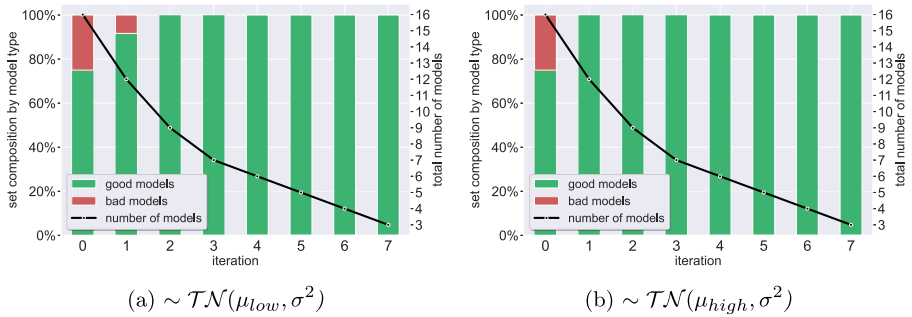 100%
80%
60%
40%
20%
0%
set composition by model type
good models
bad models
number of models
0 1 2 3 4 5 6 7
iteration
16
15
14
13
12
11
10
9
8
7
6
5
4
3
total number of models
(a) ∼ 𝒯𝒩(μ_low, σ²)
100%
80%
60%
40%
20%
0%
set composition by model type
good models
bad models
number of models
0 1 2 3 4 5 6 7
iteration
16
15
14
13
12
11
10
9
8
7
6
5
4
3
total number of models
(b) ∼ 𝒯𝒩(μ_high, σ²)